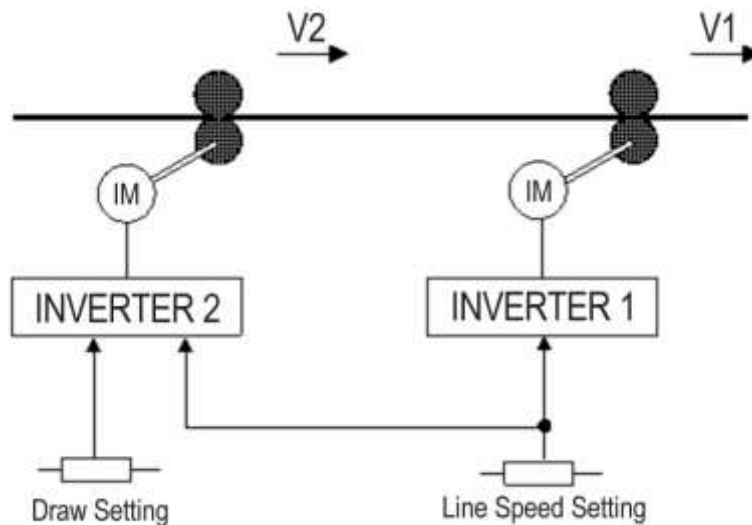 V2
V1
IM
IM
INVERTER 2
INVERTER 1
Draw Setting
Line Speed Setting